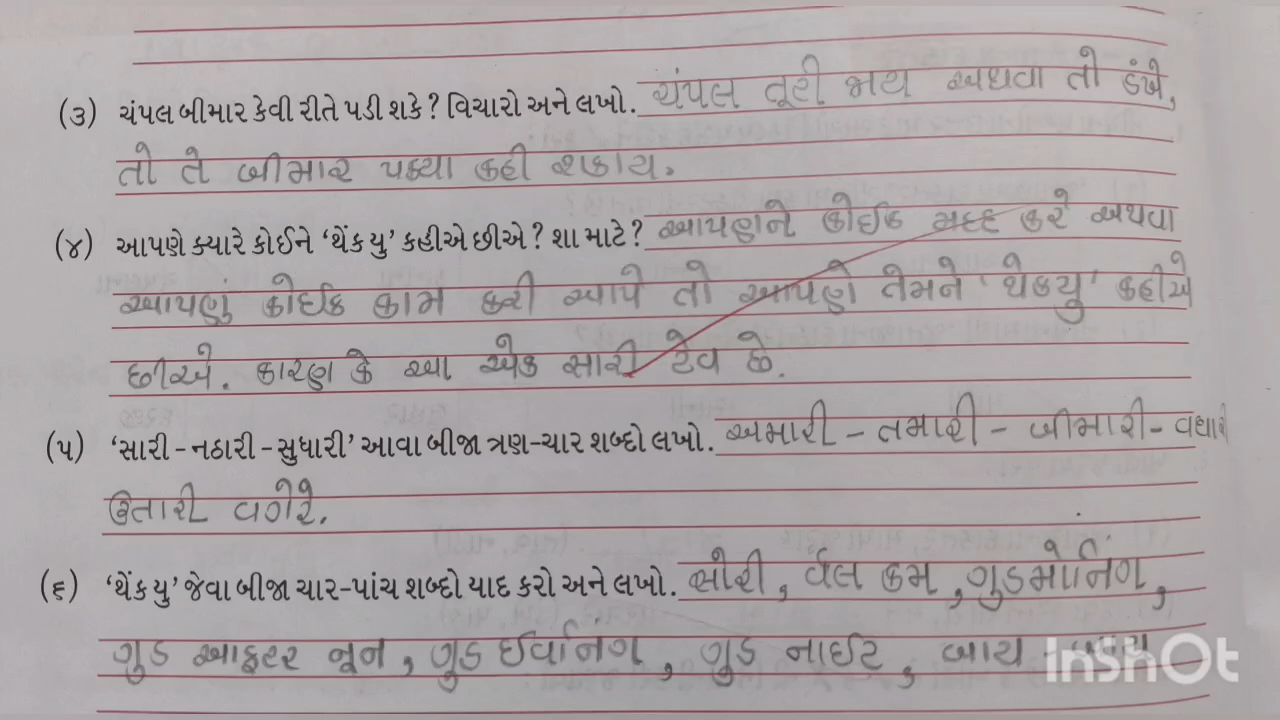 (૩) ચંપલ બીમાર કેવી રીતે પડી શકે? વિચારો અને લખો. ચંપલ તૂટી જાય અથવા તો ડંખે,
તો તે બીમાર પડ્યા કહી શકાય.
(૪) આપણે ક્યારે કોઈને ‘થેંક યુ’ કહીએ છીએ? શા માટે? આપણને કોઈક મદદ કરે અથવા
આપણું કોઈક કામ કરી આપે તો આપણે તેમને ‘થેંકયુ’ કહીએ
છીએ. કારણ કે આ એક સારી ટેવ છે.
(૫) ‘સારી – નઠારી – સુધારી’ આવા બીજા ત્રણ–ચાર શબ્દો લખો. અમારી – તમારી – બીમારી – વધારી
ઉતારી વગેરે.
(૬) ‘થેંક યુ’ જેવા બીજા ચાર–પાંચ શબ્દો યાદ કરો અને લખો. સોરી, વેલ કમ, ગુડમોર્નિંગ,
ગુડ આફ્ટર નૂન, ગુડ ઈવનિંગ, ગુડ નાઈટ, બાય બાય
InShOt